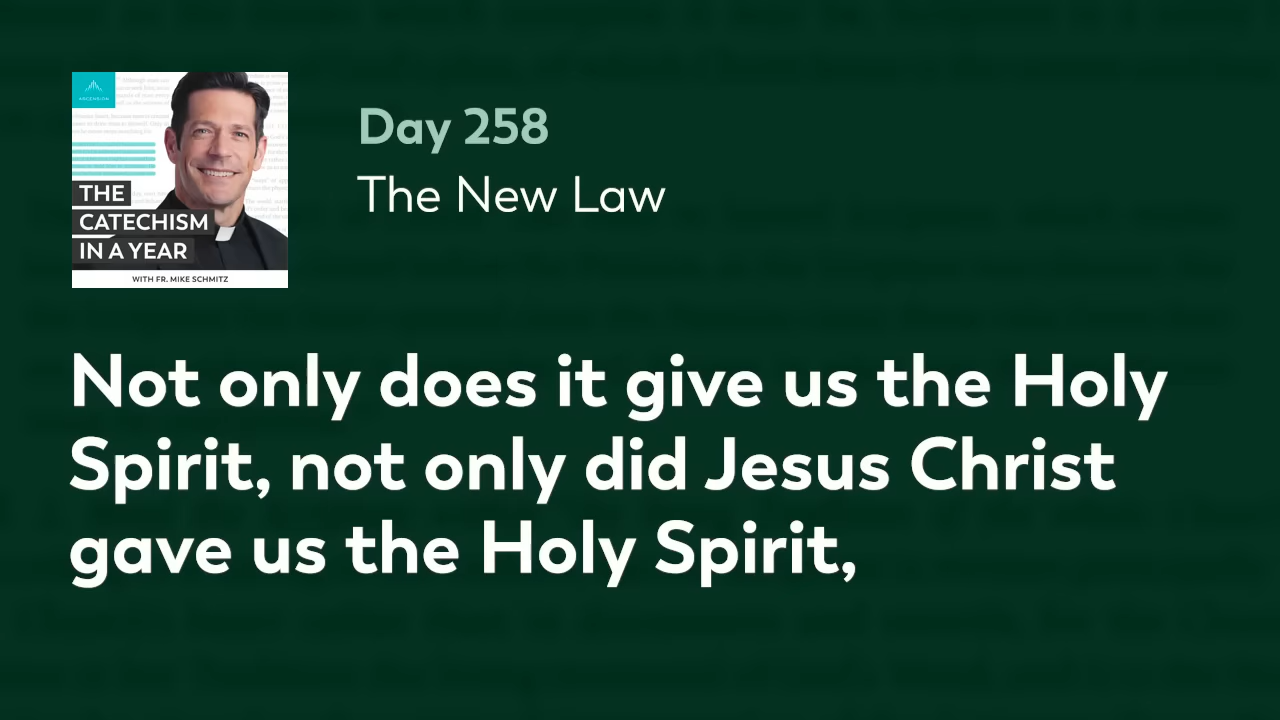 ASCENSION
THE
CATECHISM
IN A YEAR
WITH FR. MIKE SCHMITZ
Day 258
The New Law
Not only does it give us the Holy
Spirit, not only did Jesus Christ
gave us the Holy Spirit,